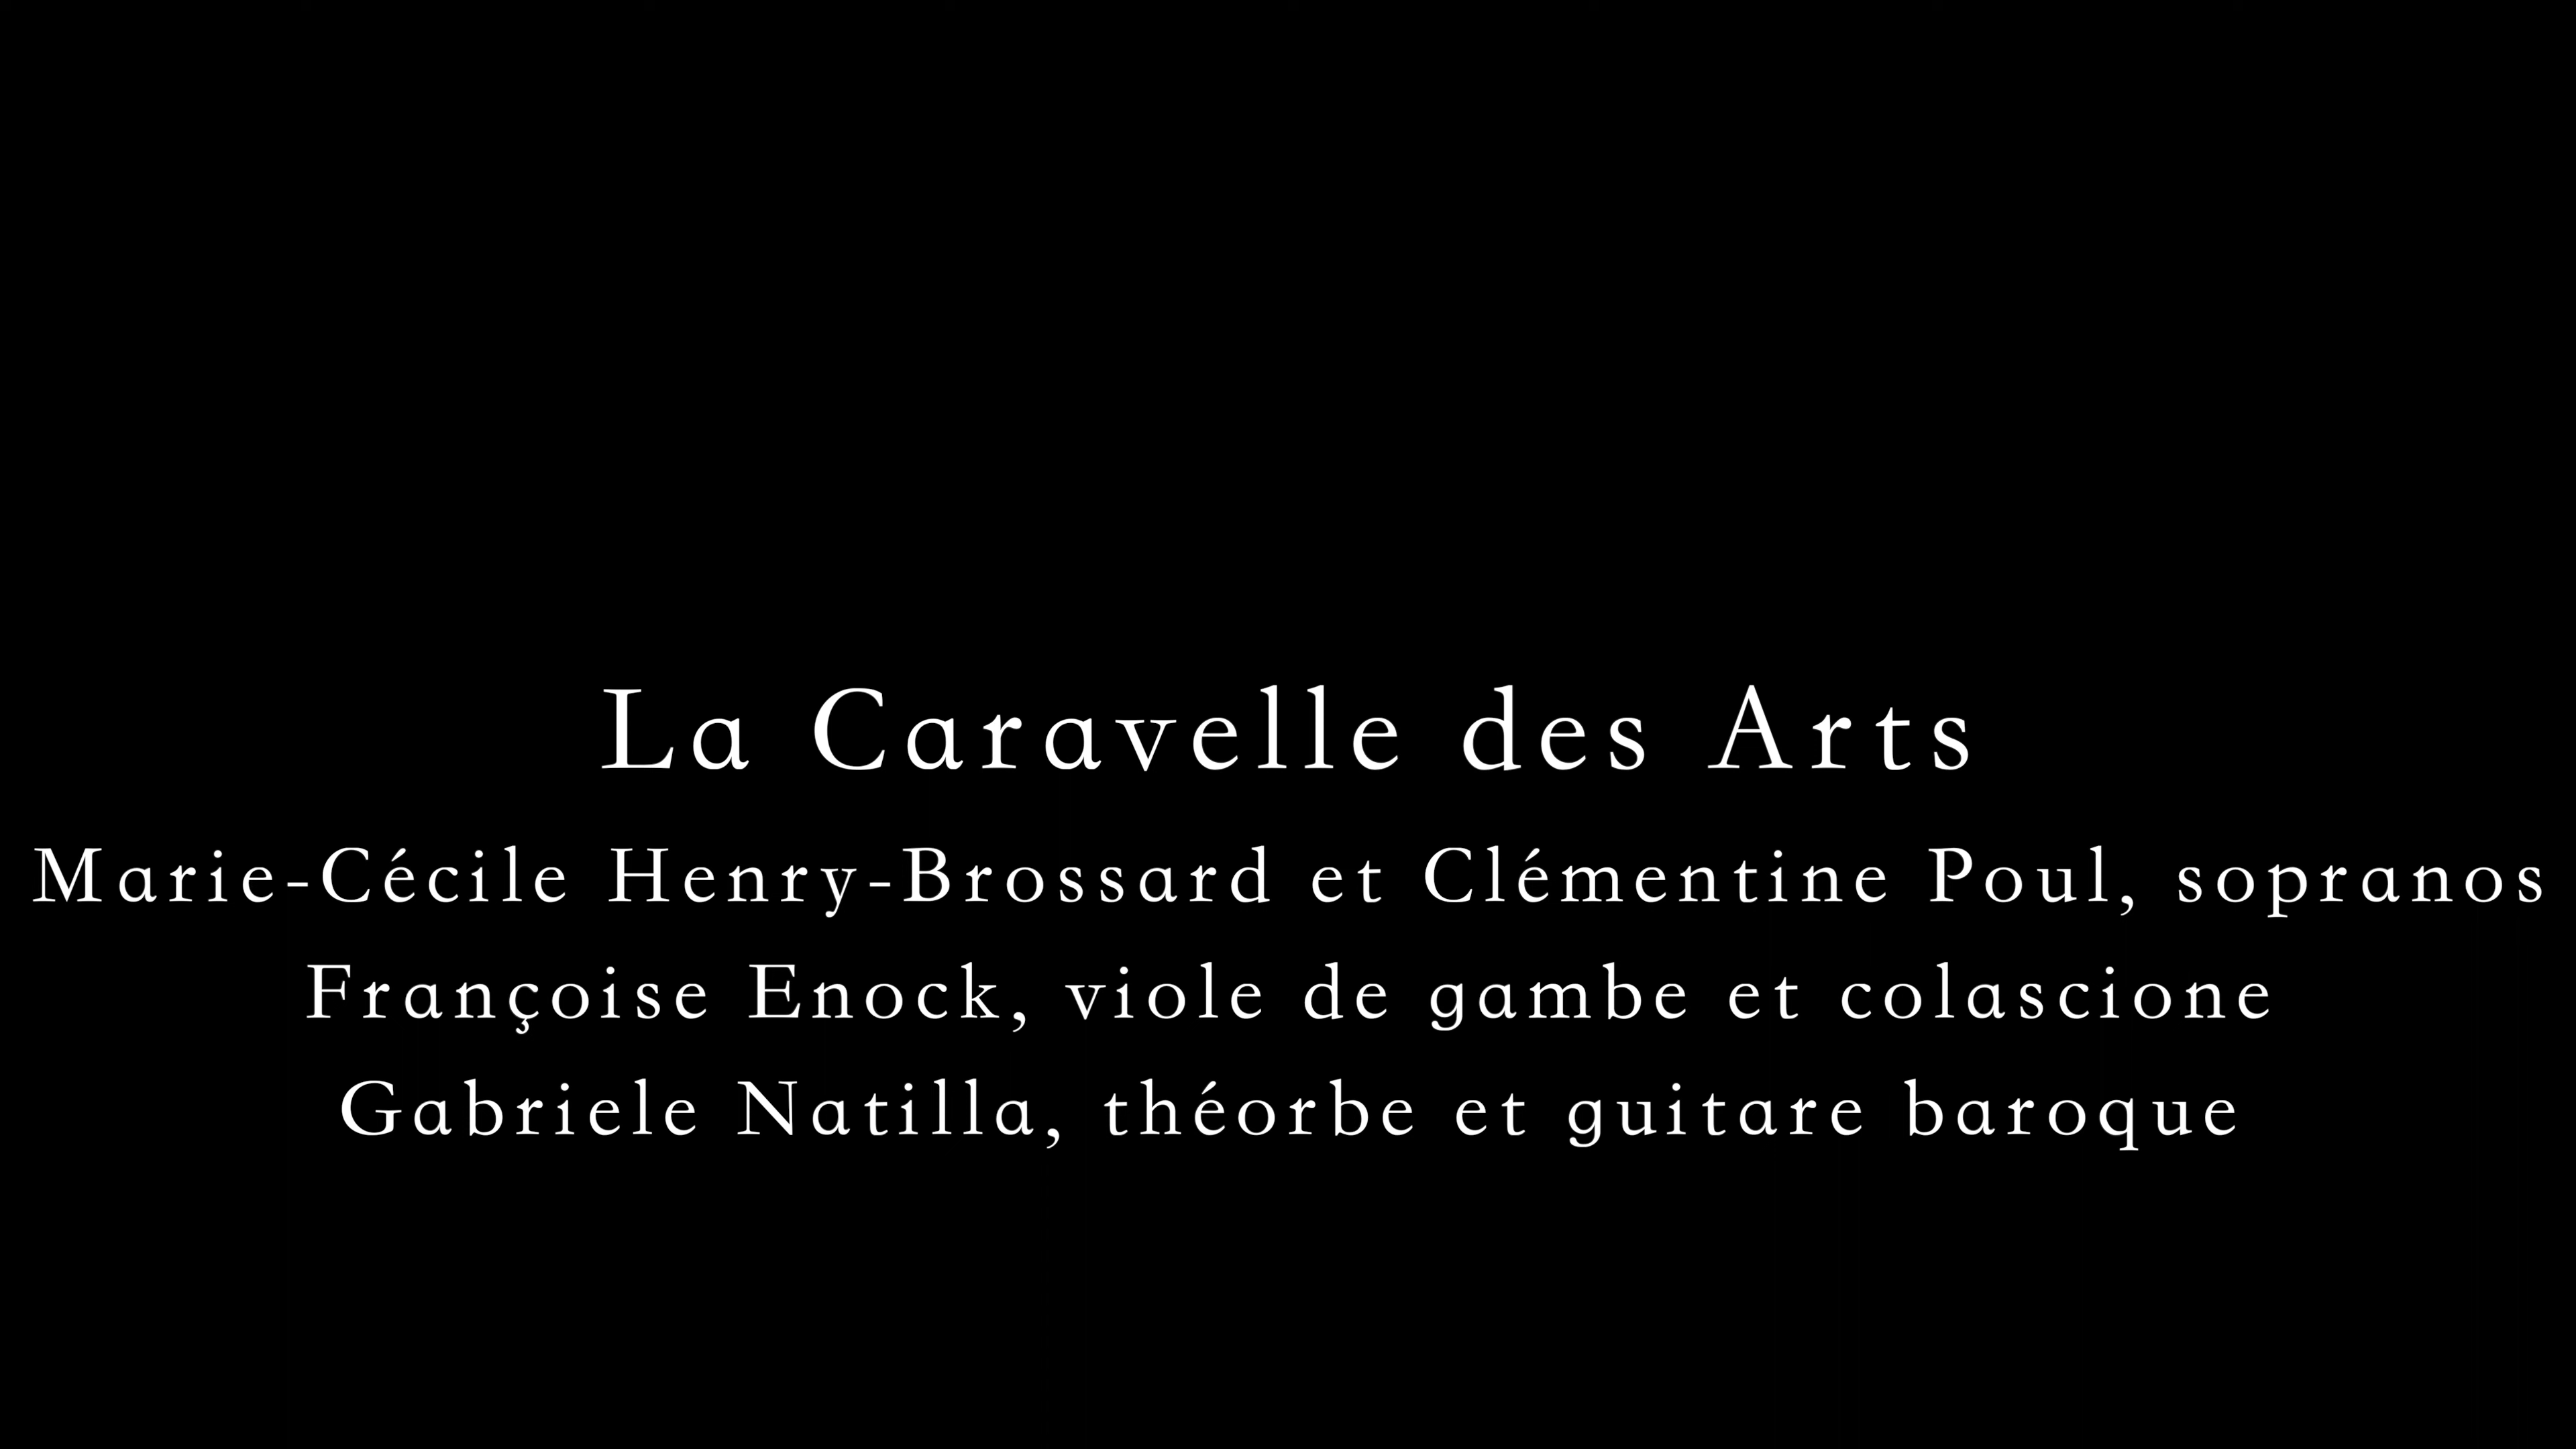 La Caravelle des Arts
Marie-Cécile Henry-Brossard et Clémentine Poul, sopranos
Françoise Enock, viole de gambe et colascione
Gabriele Natilla, théorbe et guitare baroque